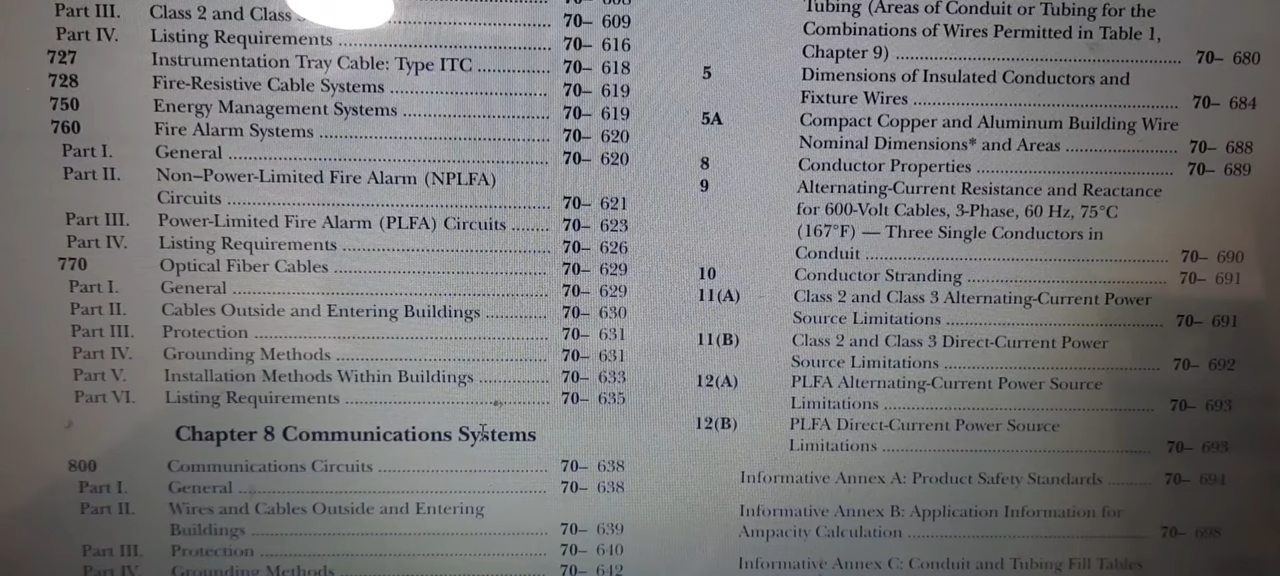 Part III. Class 2 and Class
70– 609
Part IV. Listing Requirements ........ 70– 616
727 Instrumentation Tray Cable: Type ITC ........ 70– 618
728 Fire-Resistive Cable Systems ........ 70– 619
750 Energy Management Systems ........ 70– 619
760 Fire Alarm Systems ........ 70– 620
Part I. General ........ 70– 620
Part II. Non–Power-Limited Fire Alarm (NPLFA)
Circuits ........ 70– 621
Part III. Power-Limited Fire Alarm (PLFA) Circuits ........ 70– 623
Part IV. Listing Requirements ........ 70– 626
770 Optical Fiber Cables ........ 70– 629
Part I. General ........ 70– 629
Part II. Cables Outside and Entering Buildings ........ 70– 630
Part III. Protection ........ 70– 631
Part IV. Grounding Methods ........ 70– 631
Part V. Installation Methods Within Buildings ........ 70– 633
Part VI. Listing Requirements ........ 70– 635
Chapter 8 Communications Systems
800 Communications Circuits ........ 70– 638
Part I. General ........ 70– 638
Part II. Wires and Cables Outside and Entering
Buildings ........ 70– 639
Part III. Protection ........ 70– 640
Part IV. Grounding Methods ........ 70– 642
Tubing (Areas of Conduit or Tubing for the
Combinations of Wires Permitted in Table 1,
Chapter 9) ........ 70– 680
5 Dimensions of Insulated Conductors and
Fixture Wires ........ 70– 684
5A Compact Copper and Aluminum Building Wire
Nominal Dimensions* and Areas ........ 70– 688
8 Conductor Properties ........ 70– 689
9 Alternating-Current Resistance and Reactance
for 600-Volt Cables, 3-Phase, 60 Hz, 75°C
(167°F) — Three Single Conductors in
Conduit ........ 70– 690
10 Conductor Stranding ........ 70– 691
11(A) Class 2 and Class 3 Alternating-Current Power
Source Limitations ........ 70– 691
11(B) Class 2 and Class 3 Direct-Current Power
Source Limitations ........ 70– 692
12(A) PLFA Alternating-Current Power Source
Limitations ........ 70– 693
12(B) PLFA Direct-Current Power Source
Limitations ........ 70– 693
Informative Annex A: Product Safety Standards ........ 70– 694
Informative Annex B: Application Information for
Ampacity Calculation ........ 70– 698
Informative Annex C: Conduit and Tubing Fill Tables